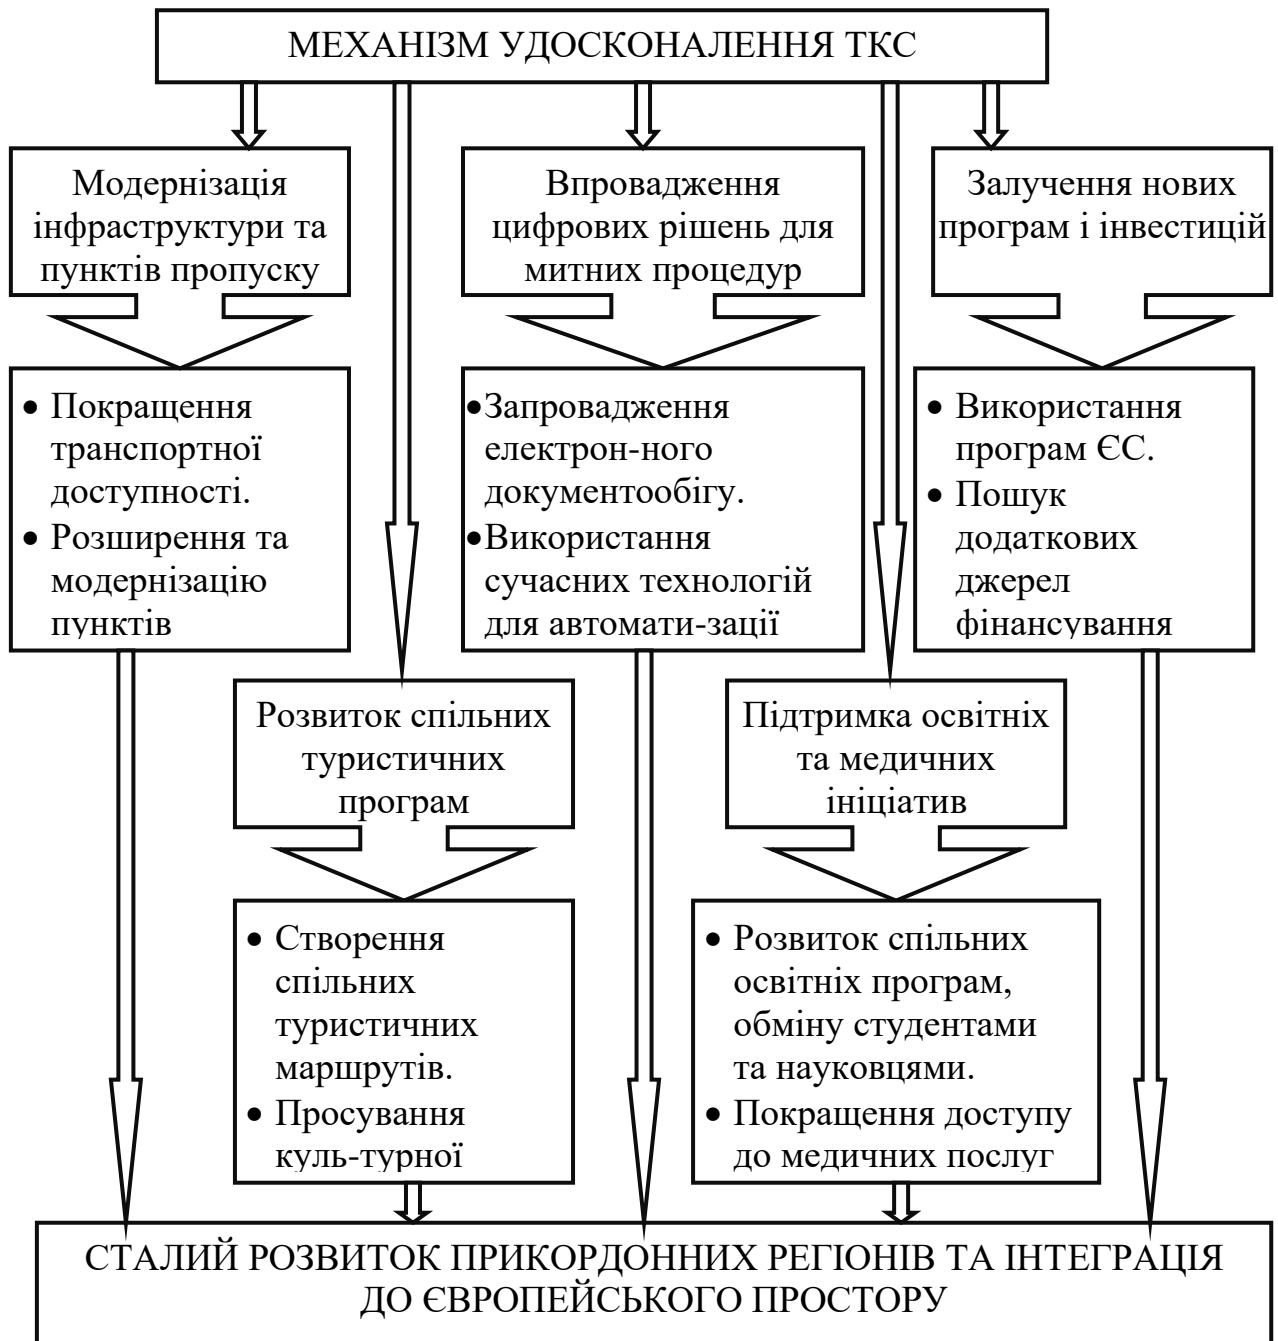 МЕХАНІЗМ УДОСКОНАЛЕННЯ ТКС
Модернізація
інфраструктури та
пунктів пропуску
Впровадження
цифрових рішень для
митних процедур
Залучення нових
програм і інвестицій
• Покращення
транспортної
доступності.
• Розширення та
модернізацію
пунктів
•Запровадження
електрон-ного
документообігу.
•Використання
сучасних технологій
для автомати-зації
• Використання
програм ЄС.
• Пошук
додаткових
джерел
фінансування
Розвиток спільних
туристичних
програм
Підтримка освітніх
та медичних
ініціатив
• Створення
спільних
туристичних
маршрутів.
• Просування
куль-турної
• Розвиток спільних
освітніх програм,
обміну студентами
та науковцями.
• Покращення доступу
до медичних послуг
СТАЛИЙ РОЗВИТОК ПРИКОРДОННИХ РЕГІОНІВ ТА ІНТЕГРАЦІЯ
ДО ЄВРОПЕЙСЬКОГО ПРОСТОРУ